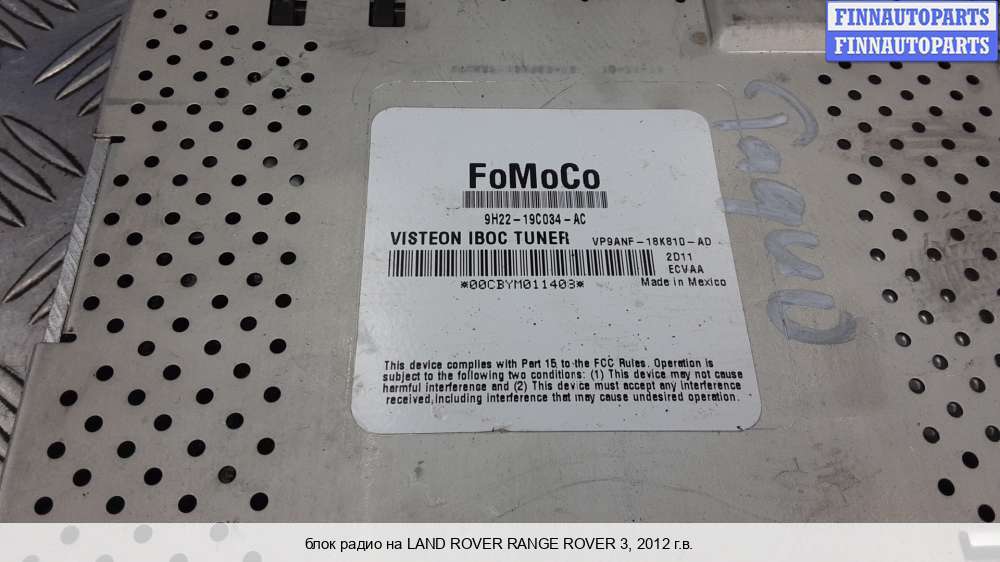 FINNAUTOPARTS
FINNAUTOPARTS
FoMoCo
9H22-19C034-AC
VISTEON IBOC TUNER VP9ANF-18K810-AD
2D11
ECVAA
*00CBYM011403* Made in Mexico
This device complies with Part 15 to the FCC Rules. Operation is
subject to the following two conditions: (1) This device may not cause
harmful interference and (2) This device must accept any interference
received, including interference that may cause undesired operation.
блок радио на LAND ROVER RANGE ROVER 3, 2012 г.в.